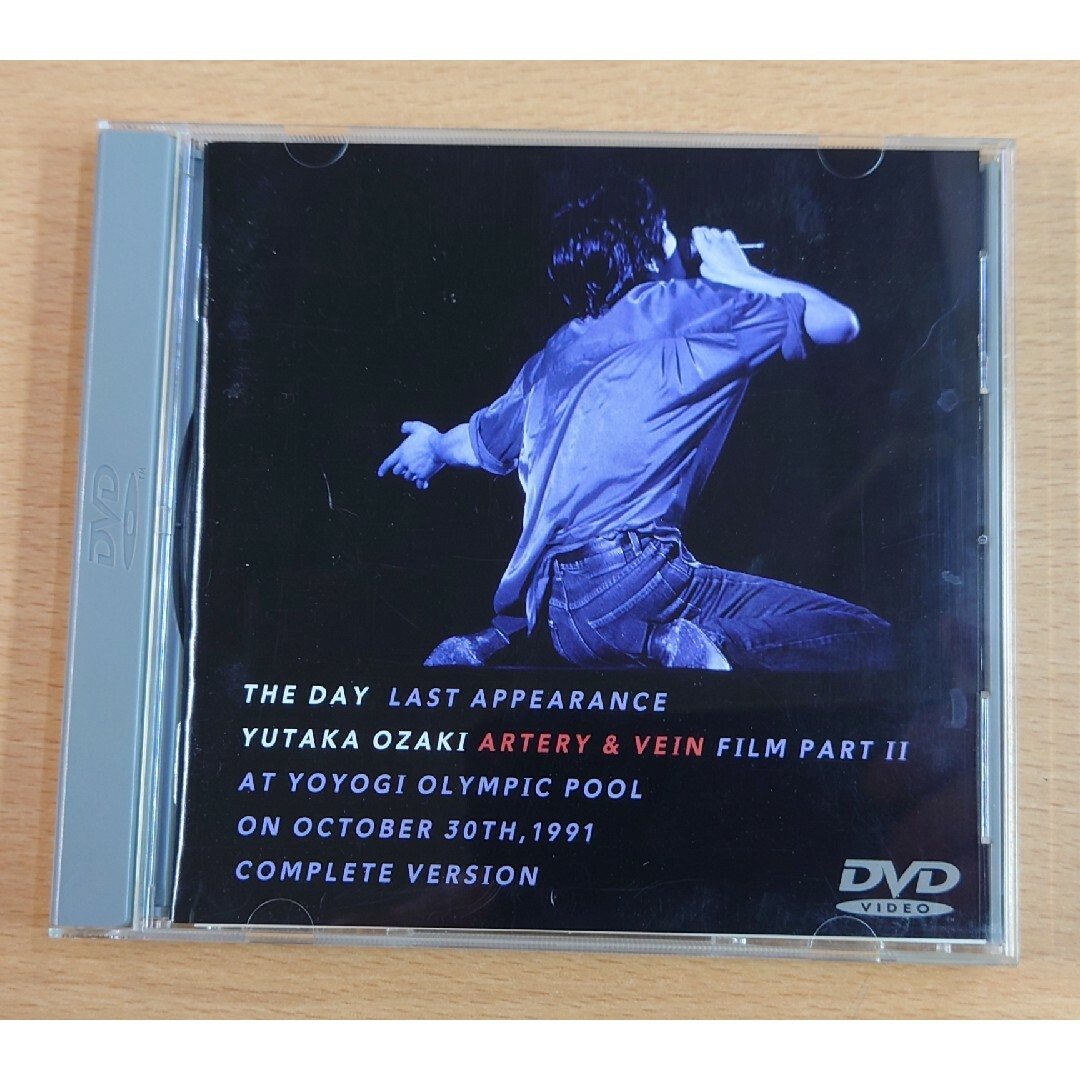 THE DAY LAST APPEARANCE
YUTAKA OZAKI ARTERY & VEIN FILM PART II
AT YOYOGI OLYMPIC POOL
ON OCTOBER 30TH, 1991
COMPLETE VERSION
DVD
VIDEO
DVD™